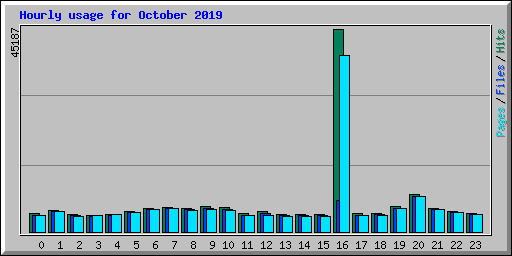 Hourly usage for October 2019
45187
Pages/Files/Hits
0 1 2 3 4 5 6 7 8 9 10 11 12 13 14 15 16 17 18 19 20 21 22 23